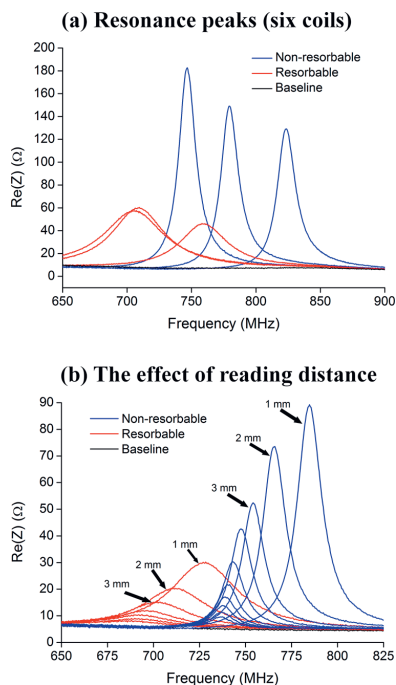 (a) Resonance peaks (six coils)
200
180
160
140
120
100
80
60
40
20
0
Re(Z) (Ω)
Non-resorbable
Resorbable
Baseline
650 700 750 800 850 900
Frequency (MHz)
(b) The effect of reading distance
90
80
70
60
50
40
30
20
10
0
Re(Z) (Ω)
Non-resorbable
Resorbable
Baseline
1 mm
2 mm
3 mm
1 mm
2 mm
3 mm
650 675 700 725 750 775 800 825
Frequency (MHz)